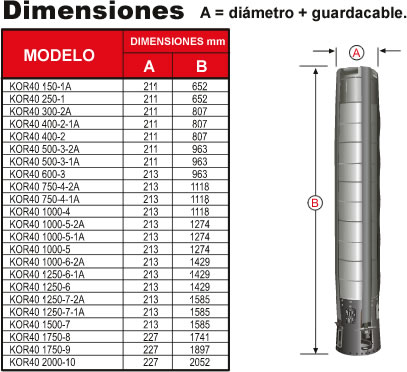 Dimensiones A = diámetro + guardacable.
MODELO DIMENSIONES mm
A B
KOR40 150-1A 211 652
KOR40 250-1 211 652
KOR40 300-2A 211 807
KOR40 400-2-1A 211 807
KOR40 400-2 211 807
KOR40 500-3-2A 211 963
KOR40 500-3-1A 211 963
KOR40 600-3 213 963
KOR40 750-4-2A 213 1118
KOR40 750-4-1A 213 1118
KOR40 1000-4 213 1118
KOR40 1000-5-2A 213 1274
KOR40 1000-5-1A 213 1274
KOR40 1000-5 213 1274
KOR40 1000-6-2A 213 1429
KOR40 1250-6-1A 213 1429
KOR40 1250-6 213 1429
KOR40 1250-7-2A 213 1585
KOR40 1250-7-1A 213 1585
KOR40 1500-7 213 1585
KOR40 1750-8 227 1741
KOR40 1750-9 227 1897
KOR40 2000-10 227 2052
A
B